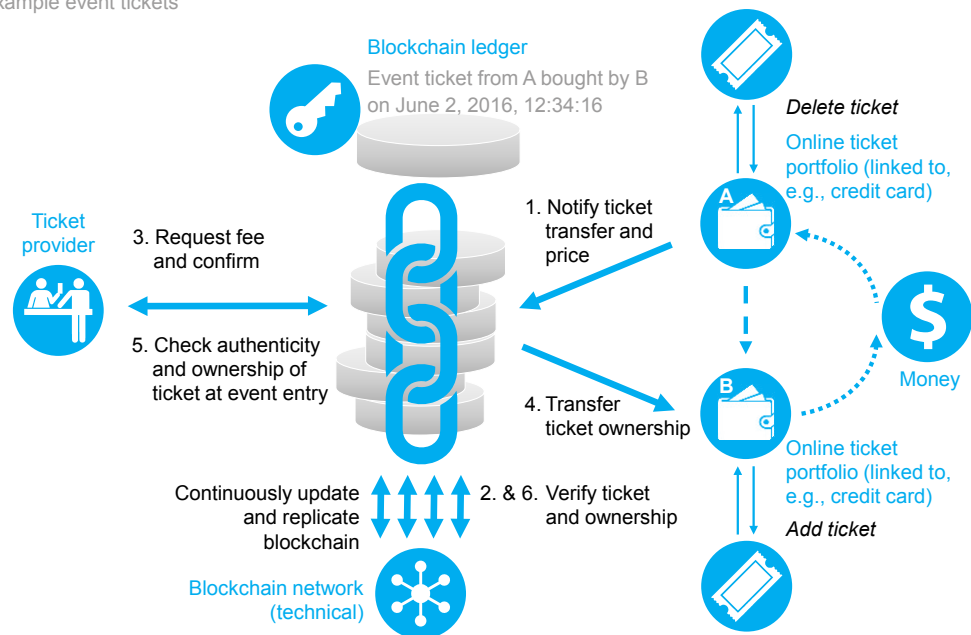 example event tickets
Blockchain ledger
Event ticket from A bought by B
on June 2, 2016, 12:34:16
Delete ticket
Online ticket
portfolio (linked to,
e.g., credit card)
A
1. Notify ticket
transfer and
price
Ticket
provider
3. Request fee
and confirm
5. Check authenticity
and ownership of
ticket at event entry
$
Money
B
4. Transfer
ticket ownership
Online ticket
portfolio (linked to,
e.g., credit card)
Add ticket
Continuously update
and replicate
blockchain
2. & 6. Verify ticket
and ownership
Blockchain network
(technical)